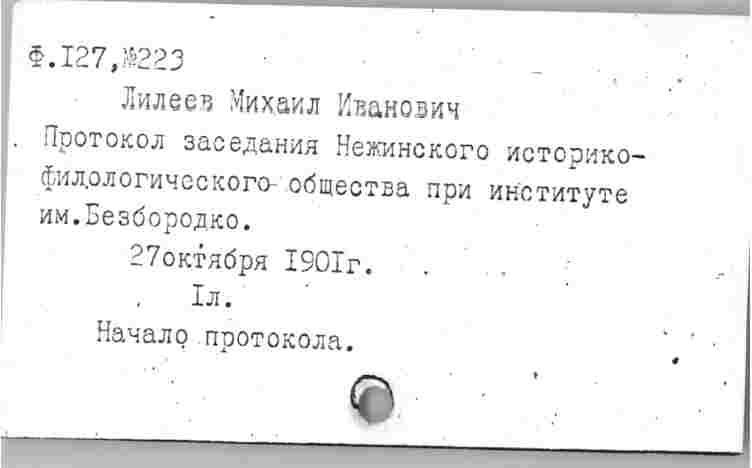 Ф.I27,№223
Лилеев Михаил Иванович
Протокол заседания Нежинского историко-
филологического общества при институте
им.Безбородко.
27октября I90Iг.
Iл.
Начало протокола.